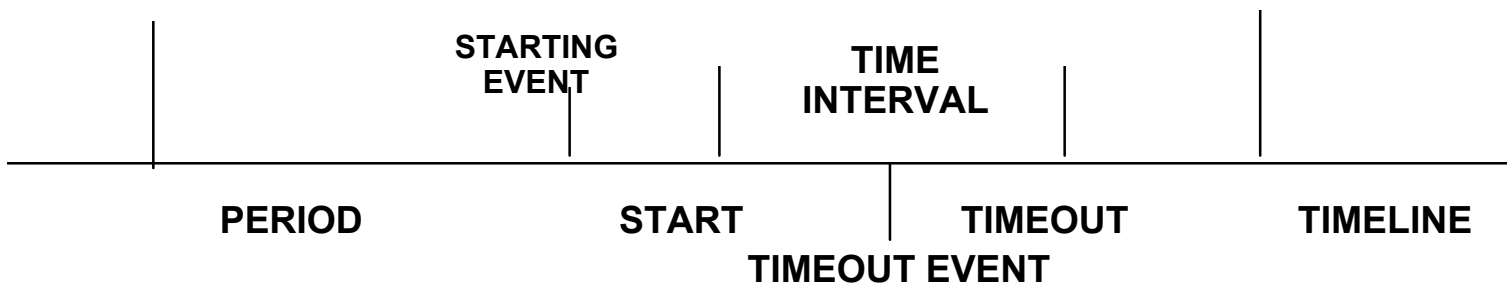 STARTING
EVENT
TIME
INTERVAL
PERIOD
START
TIMEOUT
TIMELINE
TIMEOUT EVENT